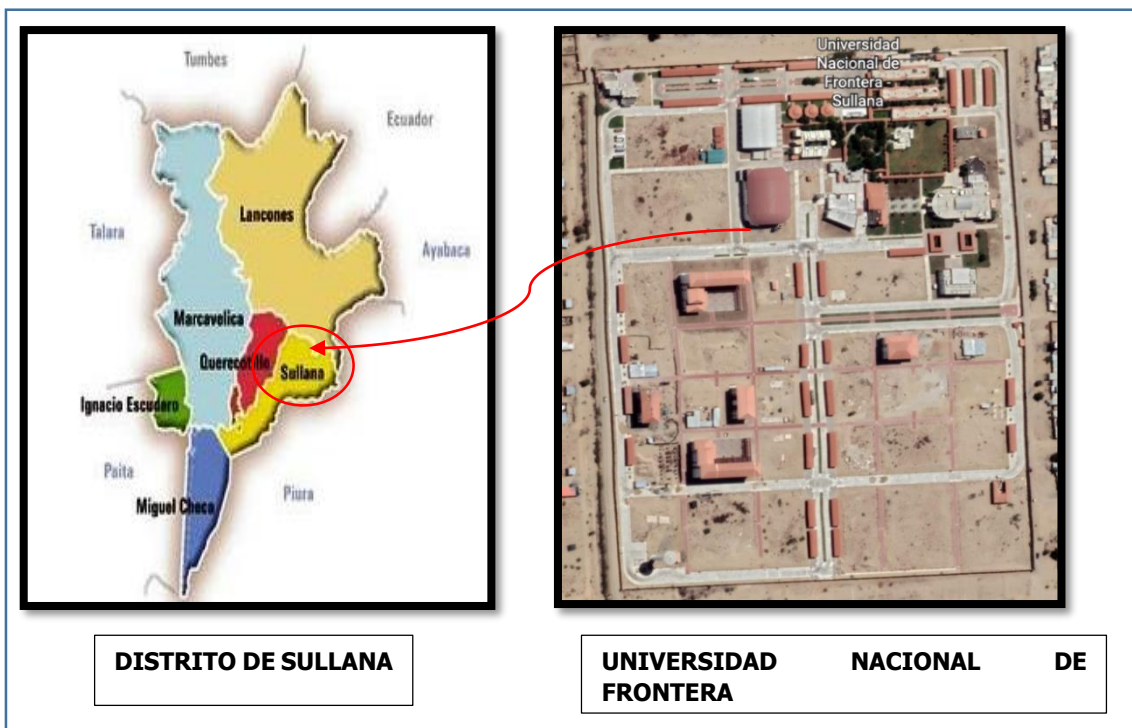 Tumbes
Ecuador
Lancones
Talara
Ayabaca
Marcavelica
Querecotillo
Sullana
Ignacio Escudero
Paita
Piura
Miguel Checa
Universidad
Nacional de
Frontera -
Sullana
DISTRITO DE SULLANA
UNIVERSIDAD NACIONAL DE
FRONTERA